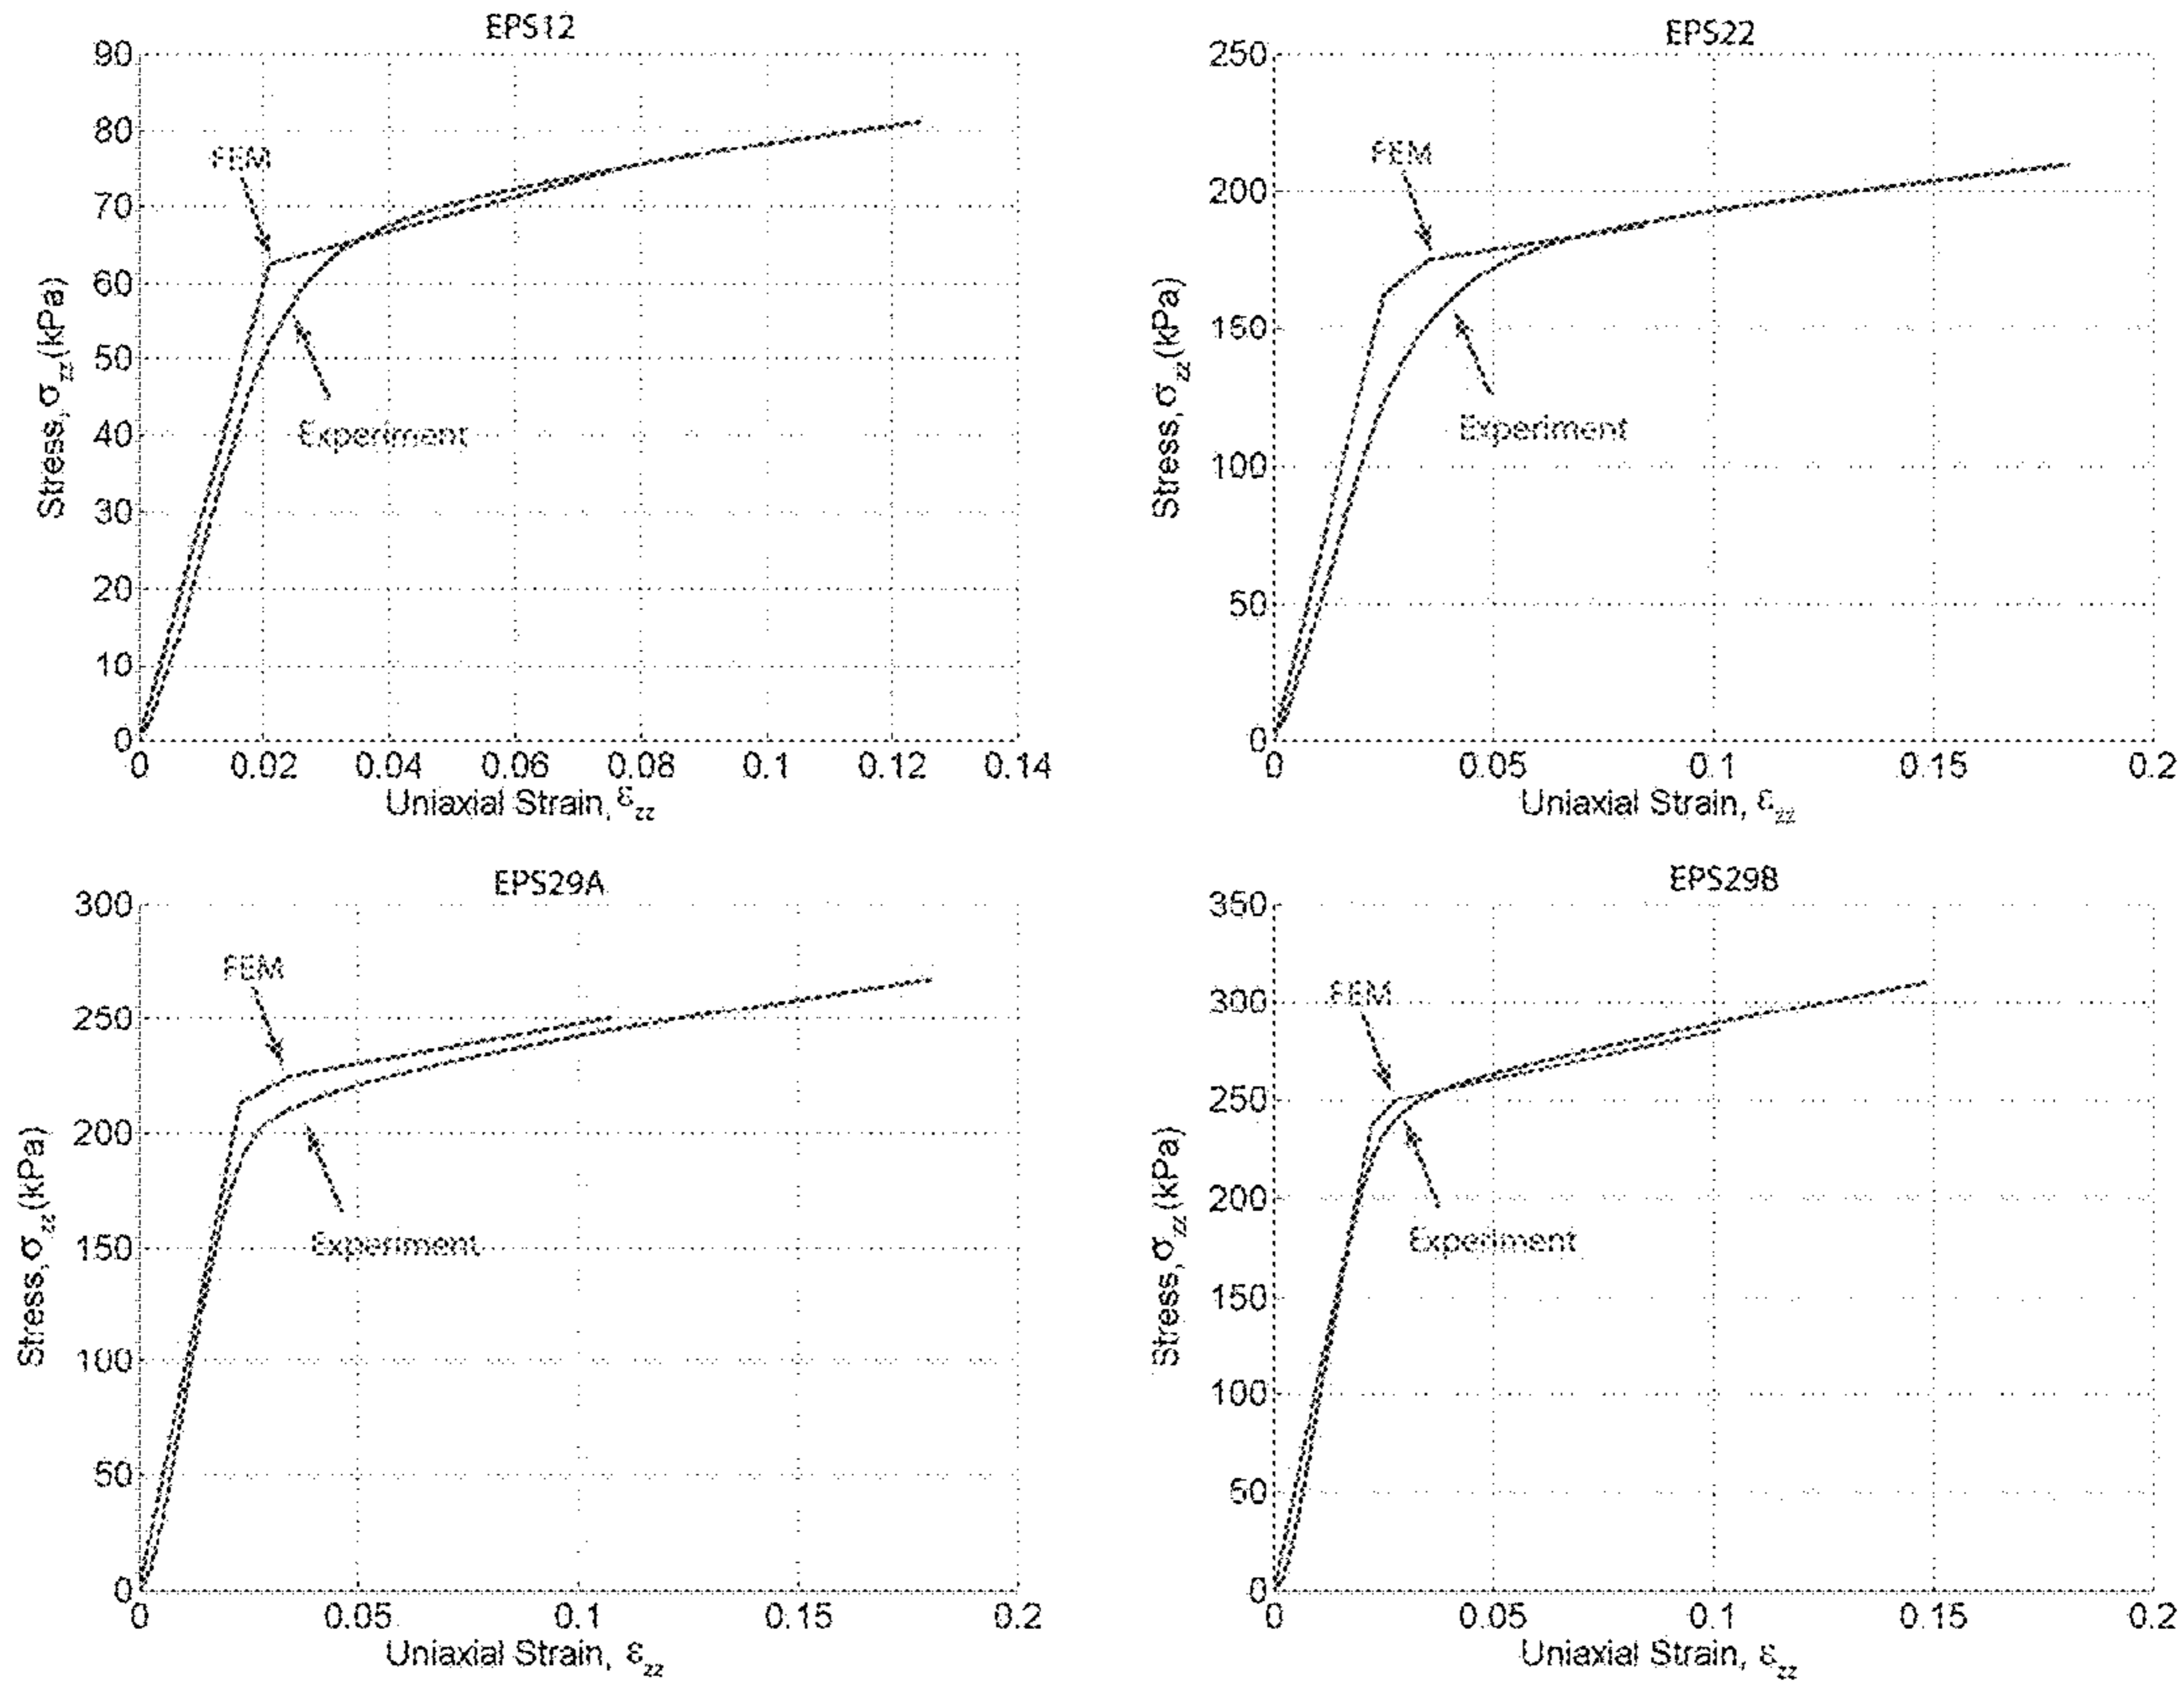 EPS12
90
80
70
60
50
40
30
20
10
0
FEM
Experiment
Stress, σzz(kPa)
0 0.02 0.04 0.06 0.08 0.1 0.12 0.14
Uniaxial Strain, εzz
EPS22
250
200
150
100
50
0
FEM
Experiment
Stress, σzz(kPa)
0 0.05 0.1 0.15 0.2
Uniaxial Strain, εzz
EPS29A
300
250
200
150
100
50
0
FEM
Experiment
Stress, σzz(kPa)
0 0.05 0.1 0.15 0.2
Uniaxial Strain, εzz
EPS29B
350
300
250
200
150
100
50
0
FEM
Experiment
Stress, σzz(kPa)
0 0.05 0.1 0.15 0.2
Uniaxial Strain, εzz